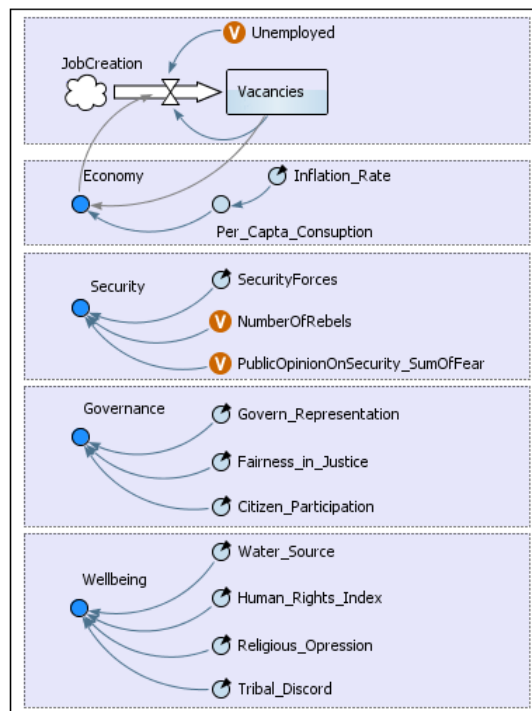 V Unemployed
JobCreation
Vacancies
Economy
Inflation_Rate
Per_Capta_Consuption
Security
SecurityForces
V NumberOfRebels
V PublicOpinionOnSecurity_SumOfFear
Governance
Govern_Representation
Fairness_in_Justice
Citizen_Participation
Wellbeing
Water_Source
Human_Rights_Index
Religious_Opression
Tribal_Discord